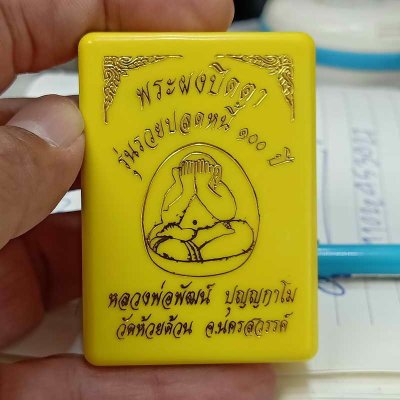 พระผงปิดตา
รุ่นรวยปลดหนี้ ๑๐๐ ปี
หลวงพ่อพัฒน์ ปุญญกาโม
วัดห้วยด้วน จ.นครสวรรค์